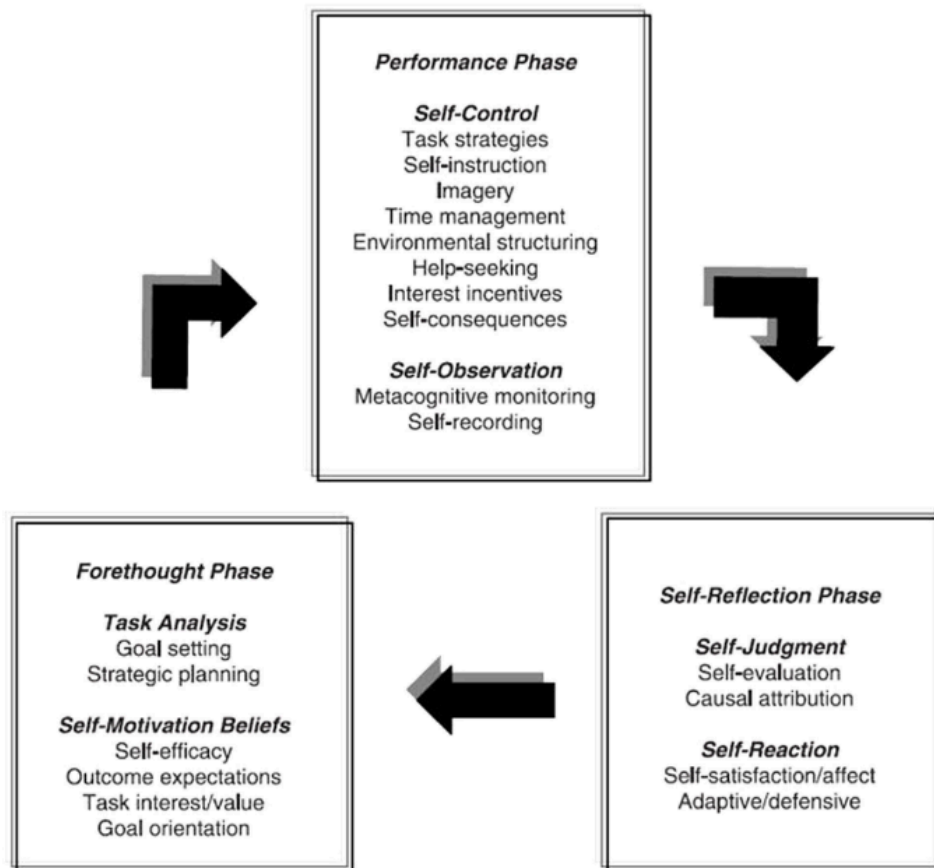 Performance Phase
Self-Control
Task strategies
Self-instruction
Imagery
Time management
Environmental structuring
Help-seeking
Interest incentives
Self-consequences
Self-Observation
Metacognitive monitoring
Self-recording
Forethought Phase
Task Analysis
Goal setting
Strategic planning
Self-Motivation Beliefs
Self-efficacy
Outcome expectations
Task interest/value
Goal orientation
Self-Reflection Phase
Self-Judgment
Self-evaluation
Causal attribution
Self-Reaction
Self-satisfaction/affect
Adaptive/defensive